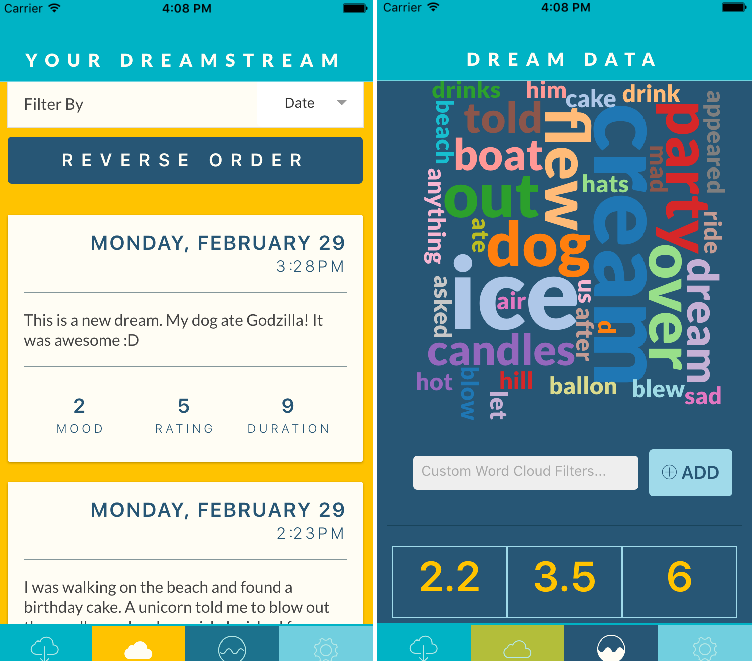 Carrier 4:08 PM
YOUR DREAMSTREAM
Filter By Date
REVERSE ORDER
MONDAY, FEBRUARY 29
3:28PM
This is a new dream. My dog ate Godzilla! It
was awesome :D
2 5 9
MOOD RATING DURATION
MONDAY, FEBRUARY 29
2:23PM
I was walking on the beach and found a
birthday cake. A unicorn told me to blow out
Carrier 4:08 PM
DREAM DATA
drinks
him
cake
drink
beach
told
flew
cream
party
mad
appeared
boat
hats
anything
out
ate
dog
ride
over
dream
asked
ice
air
us
after
d
candles
hot
blow
hill
let
ballon
blew
sad
Custom Word Cloud Filters...
ADD
2.2 3.5 6